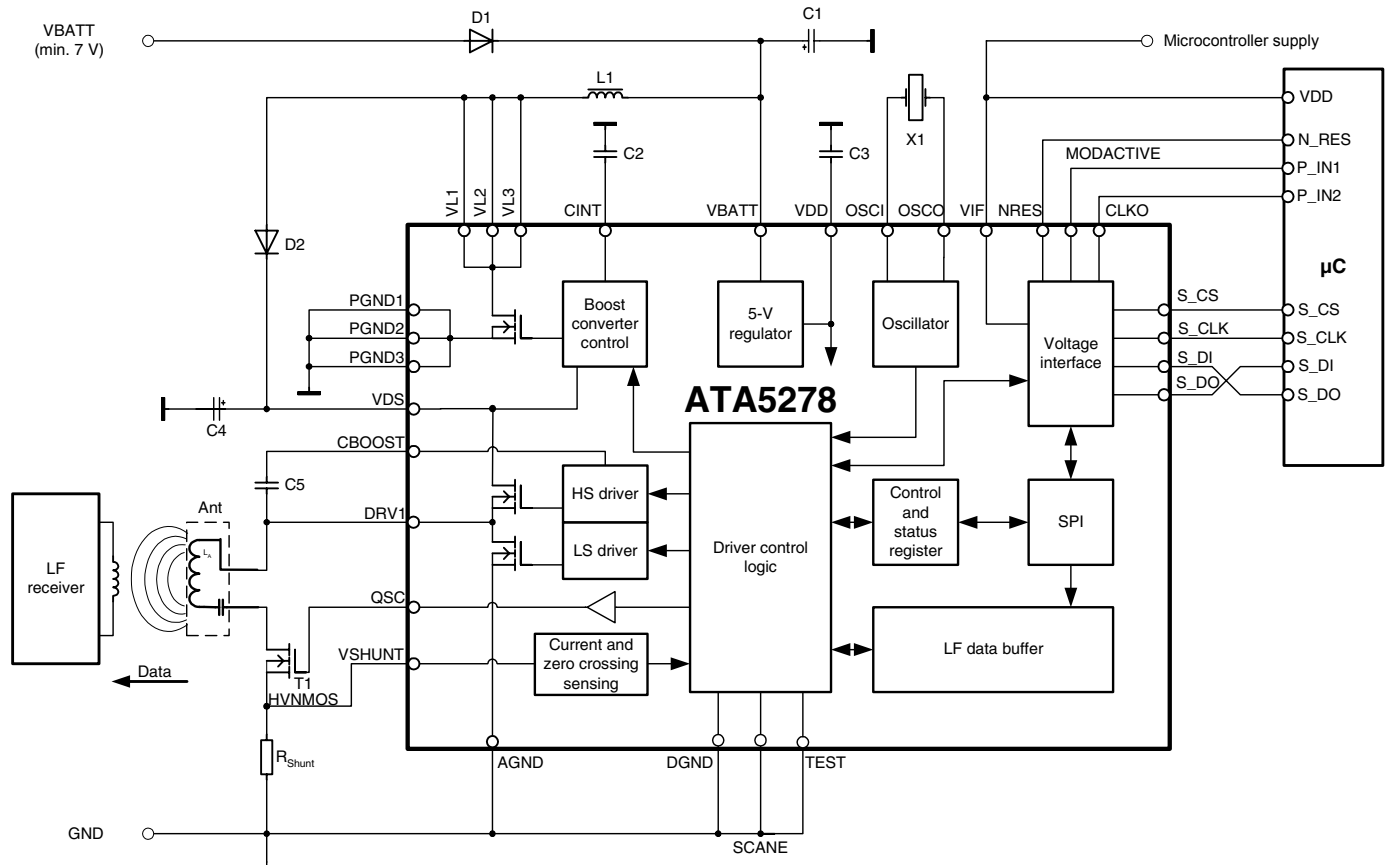 VBATT
(min. 7 V)
D1
C1
Microcontroller supply
L1
X1
C2
C3
VDD
N_RES
MODACTIVE
P_IN1
P_IN2
VL1
VL2
VL3
CINT
VBATT
VDD
OSCI
OSCO
VIF
NRES
CLKO
D2
µC
PGND1
PGND2
PGND3
Boost
converter
control
5-V
regulator
Oscillator
Voltage
interface
S_CS
S_CLK
S_DI
S_DO
S_CS
S_CLK
S_DI
S_DO
VDS
C4
ATA5278
CBOOST
C5
Ant
DRV1
HS driver
LS driver
Driver control
logic
Control
and
status
register
SPI
LF
receiver
LA
QSC
VSHUNT
Current and
zero crossing
sensing
LF data buffer
Data
T1
HVNMOS
RShunt
AGND
DGND
TEST
GND
SCANE